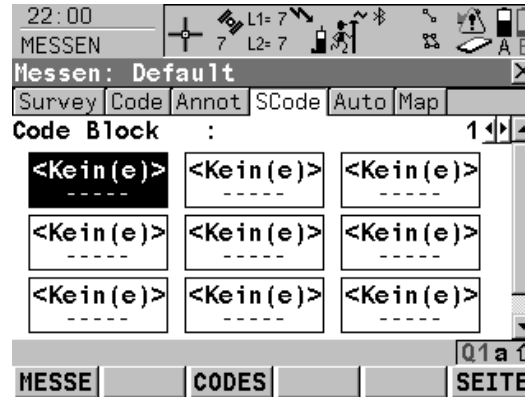 22:00
L1= 7
MESSEN
7 L2= 7
A B
Messen: Default
Survey Code Annot SCode Auto Map
Code Block : 1
<Kein(e)> <Kein(e)> <Kein(e)>
----- ----- -----
<Kein(e)> <Kein(e)> <Kein(e)>
----- ----- -----
<Kein(e)> <Kein(e)> <Kein(e)>
----- ----- -----
Q1a
MESSE CODES SEITE